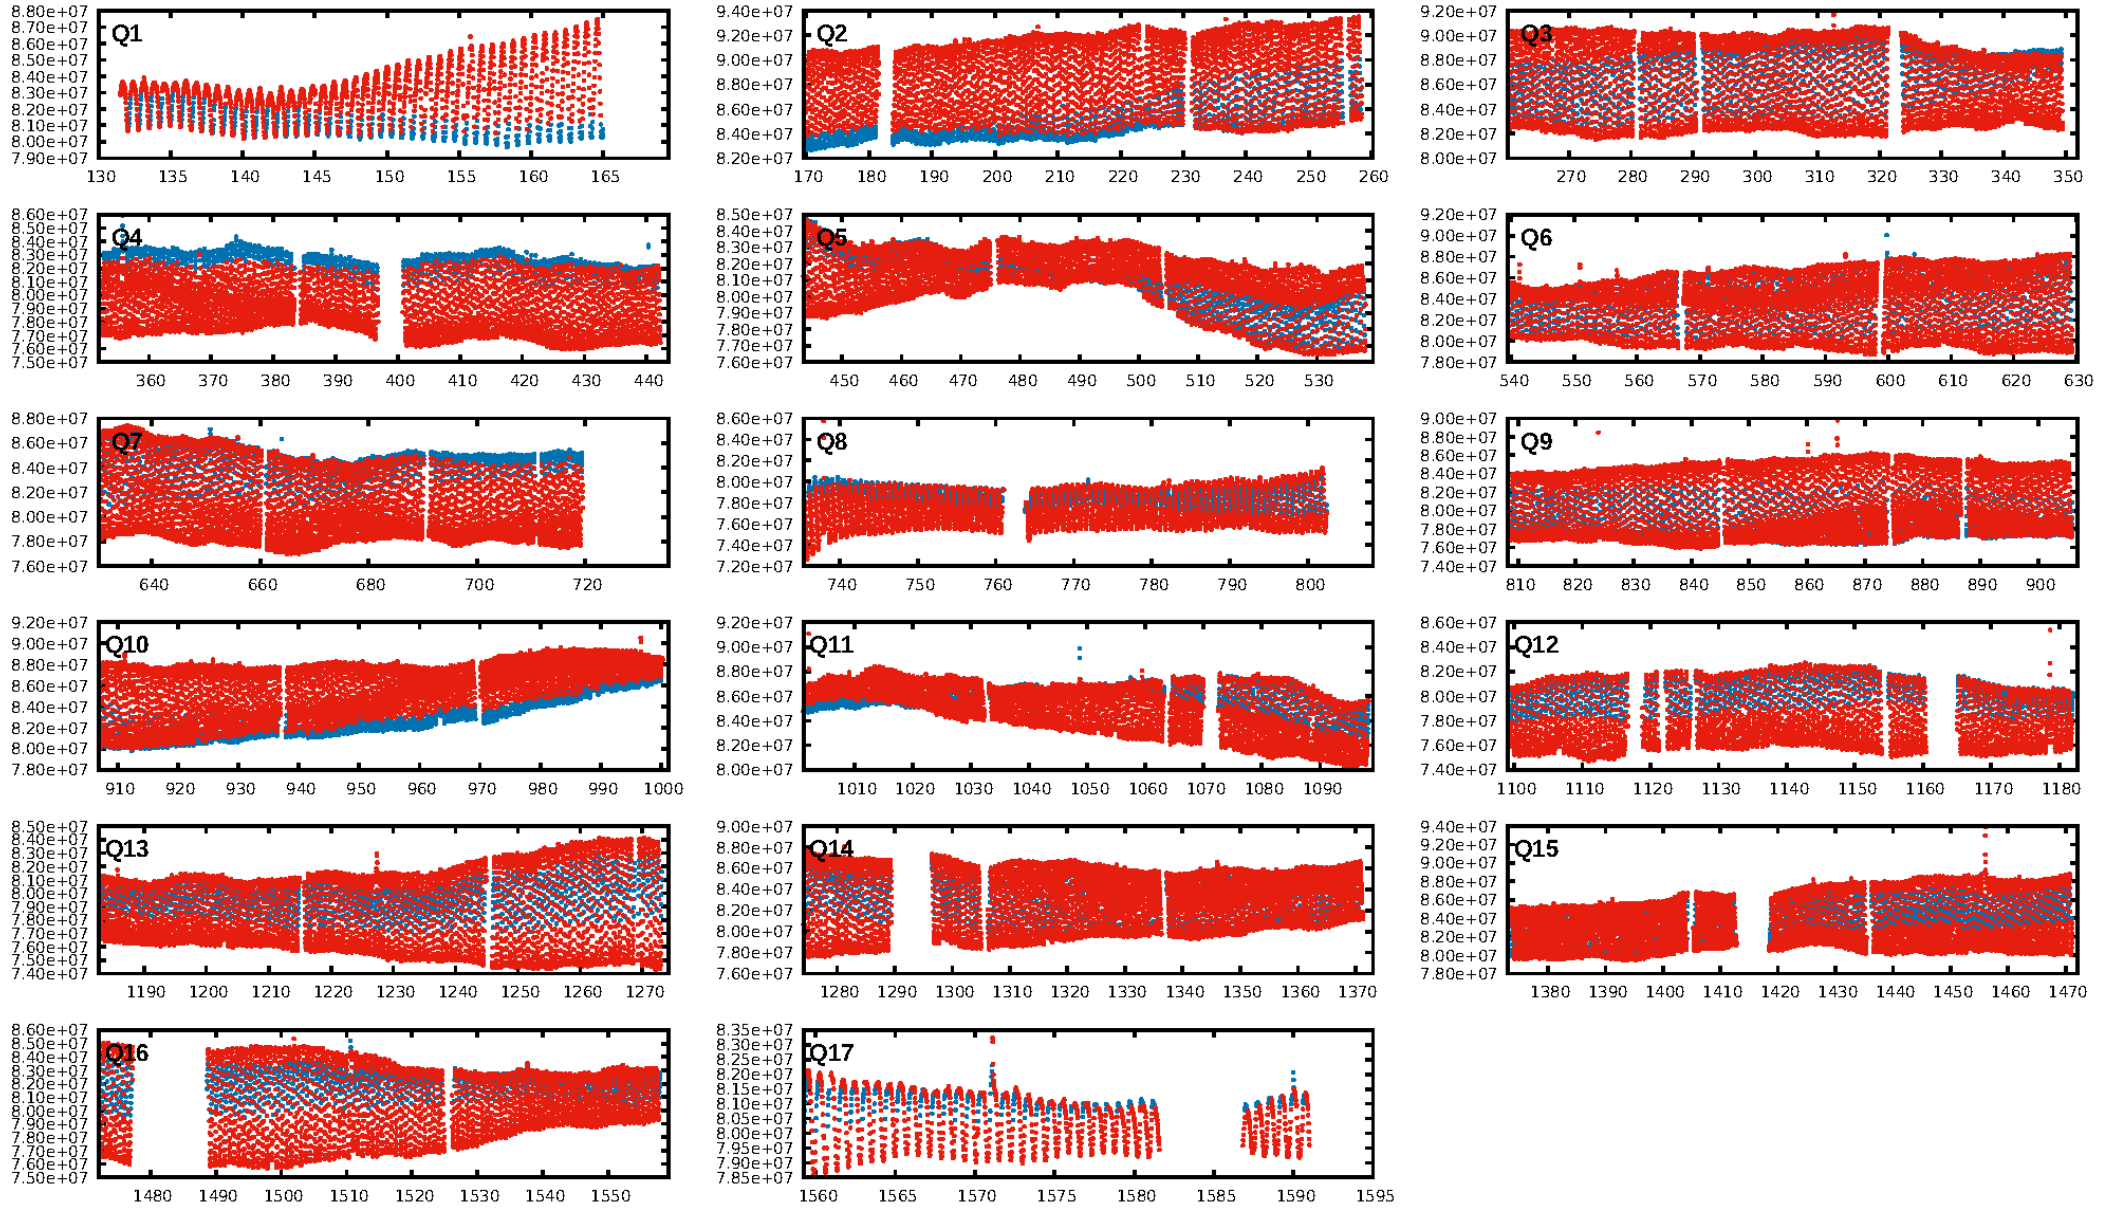 Q1
8.80e+07
8.70e+07
8.60e+07
8.50e+07
8.40e+07
8.30e+07
8.20e+07
8.10e+07
8.00e+07
7.90e+07
130 135 140 145 150 155 160 165
Q2
9.40e+07
9.20e+07
9.00e+07
8.80e+07
8.60e+07
8.40e+07
8.20e+07
170 180 190 200 210 220 230 240 250 260
Q3
9.20e+07
9.00e+07
8.80e+07
8.60e+07
8.40e+07
8.20e+07
8.00e+07
270 280 290 300 310 320 330 340 350
Q4
8.60e+07
8.50e+07
8.40e+07
8.30e+07
8.20e+07
8.10e+07
8.00e+07
7.90e+07
7.80e+07
7.70e+07
7.60e+07
7.50e+07
360 370 380 390 400 410 420 430 440
Q5
8.50e+07
8.40e+07
8.30e+07
8.20e+07
8.10e+07
8.00e+07
7.90e+07
7.80e+07
7.70e+07
7.60e+07
450 460 470 480 490 500 510 520 530
Q6
9.20e+07
9.00e+07
8.80e+07
8.60e+07
8.40e+07
8.20e+07
8.00e+07
7.80e+07
540 550 560 570 580 590 600 610 620 630
Q7
8.80e+07
8.60e+07
8.40e+07
8.20e+07
8.00e+07
7.80e+07
7.60e+07
640 660 680 700 720
Q8
8.60e+07
8.40e+07
8.20e+07
8.00e+07
7.80e+07
7.60e+07
7.40e+07
7.20e+07
740 750 760 770 780 790 800
Q9
9.00e+07
8.80e+07
8.60e+07
8.40e+07
8.20e+07
8.00e+07
7.80e+07
7.60e+07
7.40e+07
810 820 830 840 850 860 870 880 890 900
Q10
9.20e+07
9.00e+07
8.80e+07
8.60e+07
8.40e+07
8.20e+07
8.00e+07
7.80e+07
910 920 930 940 950 960 970 980 990 1000
Q11
9.20e+07
9.00e+07
8.80e+07
8.60e+07
8.40e+07
8.20e+07
8.00e+07
1010 1020 1030 1040 1050 1060 1070 1080 1090
Q12
8.60e+07
8.40e+07
8.20e+07
8.00e+07
7.80e+07
7.60e+07
7.40e+07
1100 1110 1120 1130 1140 1150 1160 1170 1180
Q13
8.50e+07
8.40e+07
8.30e+07
8.20e+07
8.10e+07
8.00e+07
7.90e+07
7.80e+07
7.70e+07
7.60e+07
7.50e+07
7.40e+07
1190 1200 1210 1220 1230 1240 1250 1260 1270
Q14
9.00e+07
8.80e+07
8.60e+07
8.40e+07
8.20e+07
8.00e+07
7.80e+07
7.60e+07
1280 1290 1300 1310 1320 1330 1340 1350 1360 1370
Q15
9.40e+07
9.20e+07
9.00e+07
8.80e+07
8.60e+07
8.40e+07
8.20e+07
8.00e+07
7.80e+07
1380 1390 1400 1410 1420 1430 1440 1450 1460 1470
Q16
8.60e+07
8.50e+07
8.40e+07
8.30e+07
8.20e+07
8.10e+07
8.00e+07
7.90e+07
7.80e+07
7.70e+07
7.60e+07
7.50e+07
1480 1490 1500 1510 1520 1530 1540 1550
Q17
8.35e+07
8.30e+07
8.25e+07
8.20e+07
8.15e+07
8.10e+07
8.05e+07
8.00e+07
7.95e+07
7.90e+07
7.85e+07
1560 1565 1570 1575 1580 1585 1590 1595